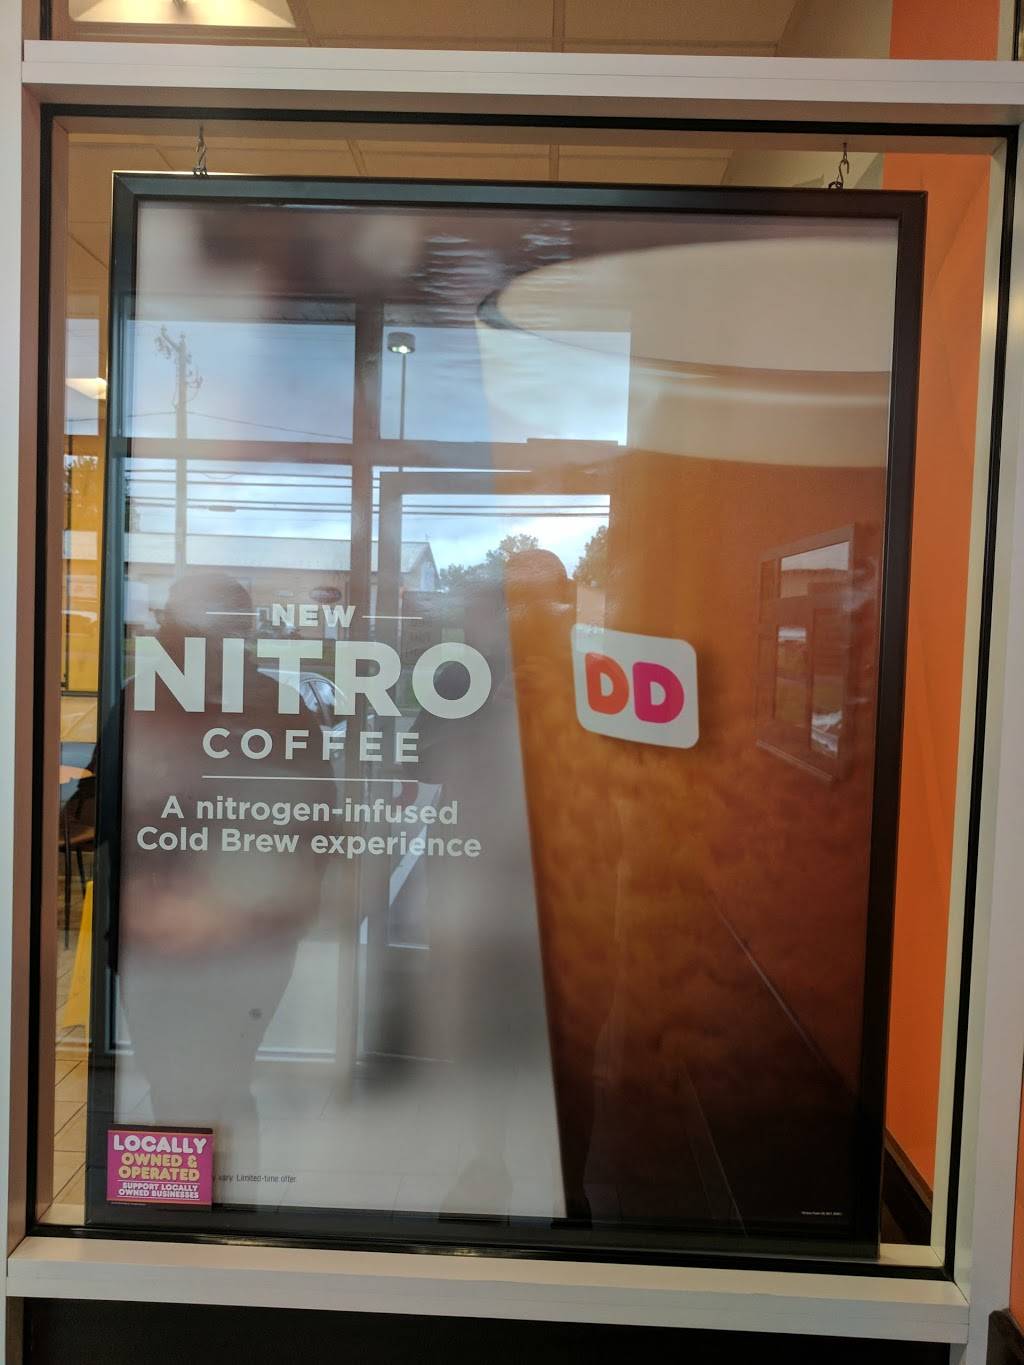 NEW
NITRO
COFFEE
A nitrogen-infused
Cold Brew experience
DD
LOCALLY
OWNED &
OPERATED
SUPPORT LOCALLY
OWNED BUSINESSES
vary. Limited-time offer.